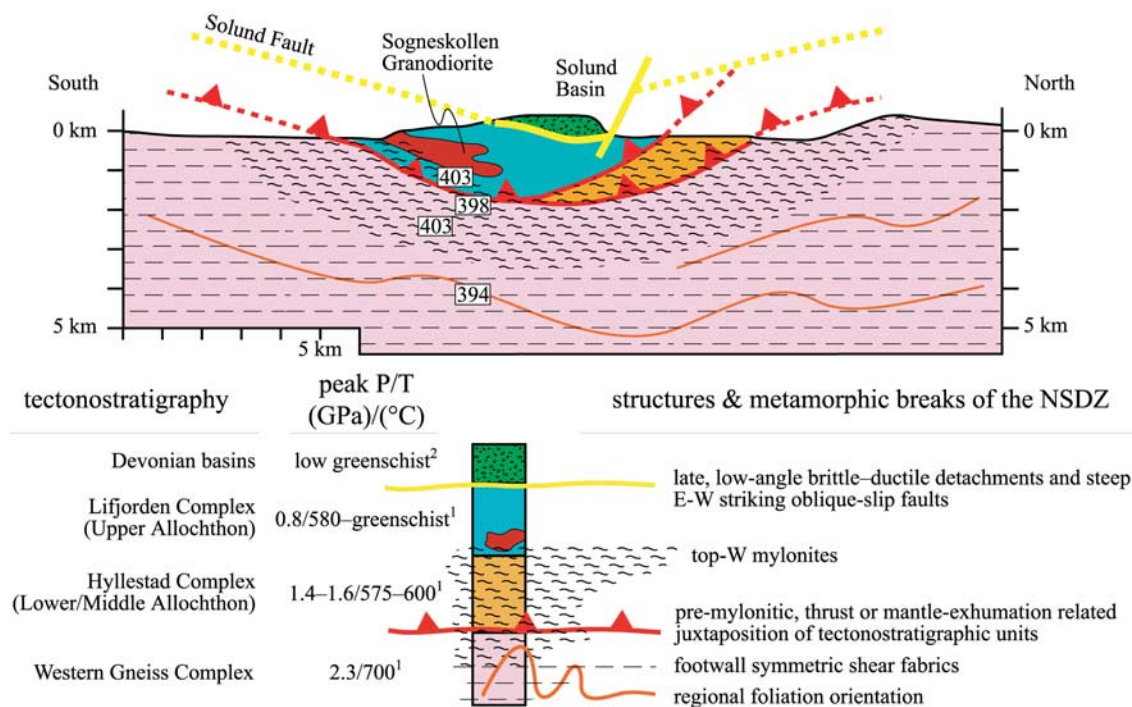 Solund Fault
Sogneskollen
Granodiorite
Solund
Basin
South
North
0 km
0 km
403
398
403
394
5 km
5 km
5 km
tectonostratigraphy
peak P/T
(GPa)/(°C)
structures & metamorphic breaks of the NSDZ
Devonian basins
low greenschist²
late, low-angle brittle–ductile detachments and steep
E-W striking oblique-slip faults
Lifjorden Complex
(Upper Allochthon)
0.8/580–greenschist¹
top-W mylonites
Hyllestad Complex
(Lower/Middle Allochthon)
1.4–1.6/575–600¹
pre-mylonitic, thrust or mantle-exhumation related
juxtaposition of tectonostratigraphic units
Western Gneiss Complex
2.3/700¹
footwall symmetric shear fabrics
regional foliation orientation